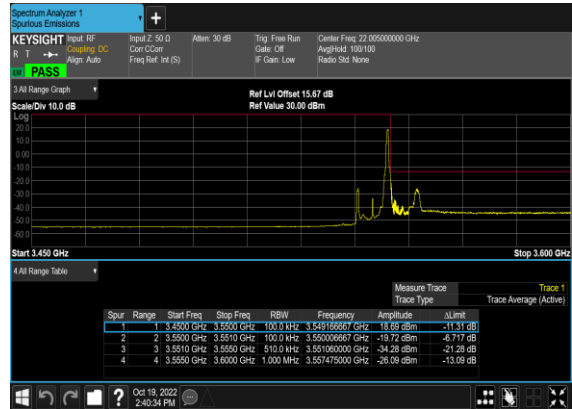 Spectrum Analyzer 1
Spurious Emissions
+
KEYSIGHT Input: RF Input Z: 50 Ω Atten: 30 dB Trig: Free Run Center Freq: 22.005000000 GHz
R T Coupling: DC Corr CCorr Gate: Off Avg|Hold: 100/100
Align: Auto Freq Ref: Int (S) IF Gain: Low Radio Std: None
LXI PASS
3 All Range Graph
Ref Lvl Offset 15.67 dB
Scale/Div 10.0 dB Ref Value 30.00 dBm
Log
20.0
10.0
0.00
-10.0
-20.0
-30.0
-40.0
-50.0
-60.0
Start 3.450 GHz Stop 3.600 GHz
4 All Range Table
Measure Trace Trace 1
Trace Type Trace Average (Active)
Spur Range Start Freq Stop Freq RBW Frequency Amplitude ΔLimit
1 1 3.4500 GHz 3.5500 GHz 100.0 kHz 3.549166667 GHz 18.69 dBm -11.31 dB
2 2 3.5500 GHz 3.5510 GHz 100.0 kHz 3.550006667 GHz -19.72 dBm -6.717 dB
3 3 3.5510 GHz 3.5550 GHz 510.0 kHz 3.551060000 GHz -34.28 dBm -21.28 dB
4 4 3.5550 GHz 3.6000 GHz 1.000 MHz 3.557475000 GHz -26.09 dBm -13.09 dB
? Oct 19, 2022
2:40:34 PM